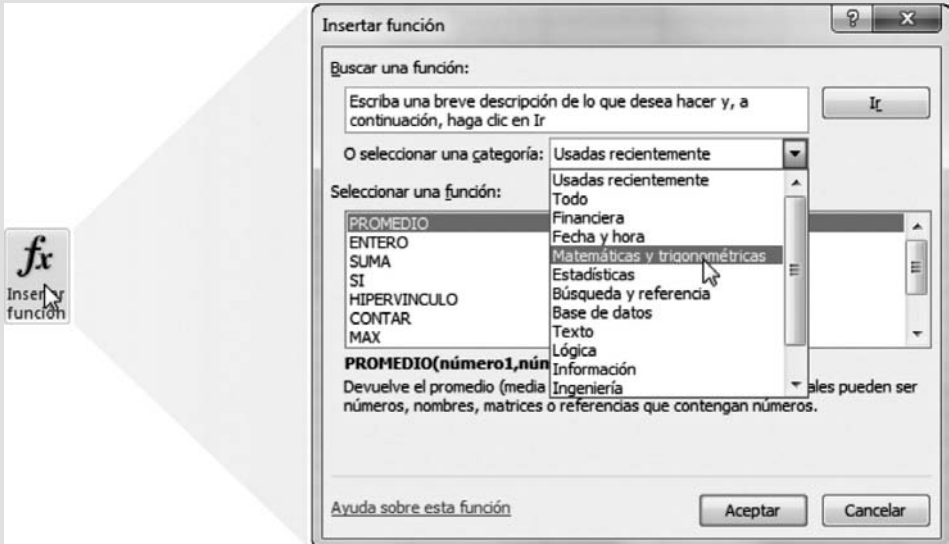 fx
Insertar
función
Insertar función
Buscar una función:
Escriba una breve descripción de lo que desea hacer y, a
continuación, haga clic en Ir
Ir
O seleccionar una categoría: Usadas recientemente
Usadas recientemente
Todo
Financiera
Fecha y hora
Matemáticas y trigonométricas
Estadísticas
Búsqueda y referencia
Base de datos
Texto
Lógica
Información
Ingeniería
Seleccionar una función:
PROMEDIO
ENTERO
SUMA
SI
HIPERVINCULO
CONTAR
MAX
PROMEDIO(número1,núm
Devuelve el promedio (media ales pueden ser
números, nombres, matrices o referencias que contengan números.
Ayuda sobre esta función
Aceptar
Cancelar